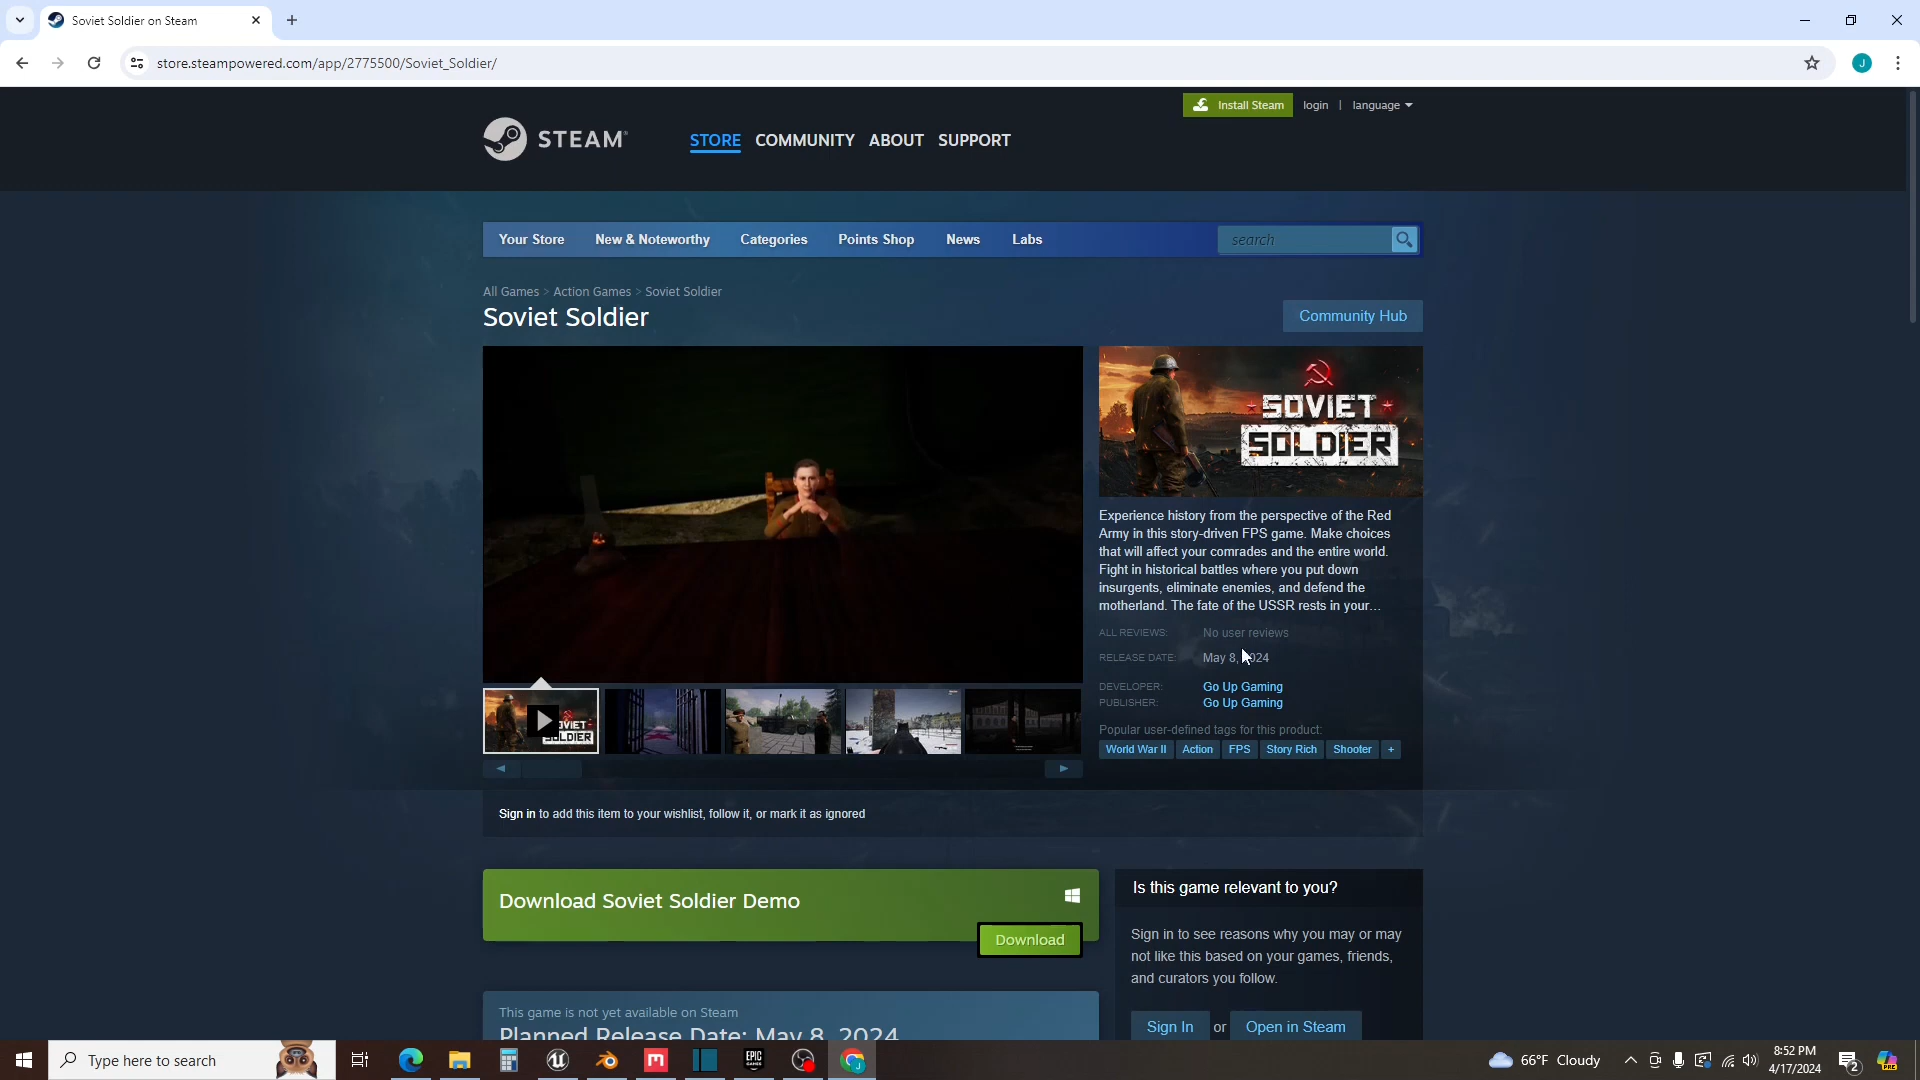 Soviet Soldier on Steam
store.steampowered.com/app/2775500/Soviet_Soldier/
J
Install Steam login | language
STEAM
STORE COMMUNITY ABOUT SUPPORT
Your Store New & Noteworthy Categories Points Shop News Labs search
All Games > Action Games > Soviet Soldier
Soviet Soldier
Community Hub
SOVIET
SOLDIER
Experience history from the perspective of the Red
Army in this story-driven FPS game. Make choices
that will affect your comrades and the entire world.
Fight in historical battles where you put down
insurgents, eliminate enemies, and defend the
motherland. The fate of the USSR rests in your...
ALL REVIEWS: No user reviews
RELEASE DATE: May 8, 2024
DEVELOPER: Go Up Gaming
PUBLISHER: Go Up Gaming
Popular user-defined tags for this product:
World War II Action FPS Story Rich Shooter +
Sign in to add this item to your wishlist, follow it, or mark it as ignored
Download Soviet Soldier Demo
Download
Is this game relevant to you?
Sign in to see reasons why you may or may
not like this based on your games, friends,
and curators you follow.
Sign In or Open in Steam
This game is not yet available on Steam
Planned Release Date: May 8, 2024
Type here to search
EPIC
GAMES
66°F Cloudy
8:52 PM
4/17/2024
2
PRE